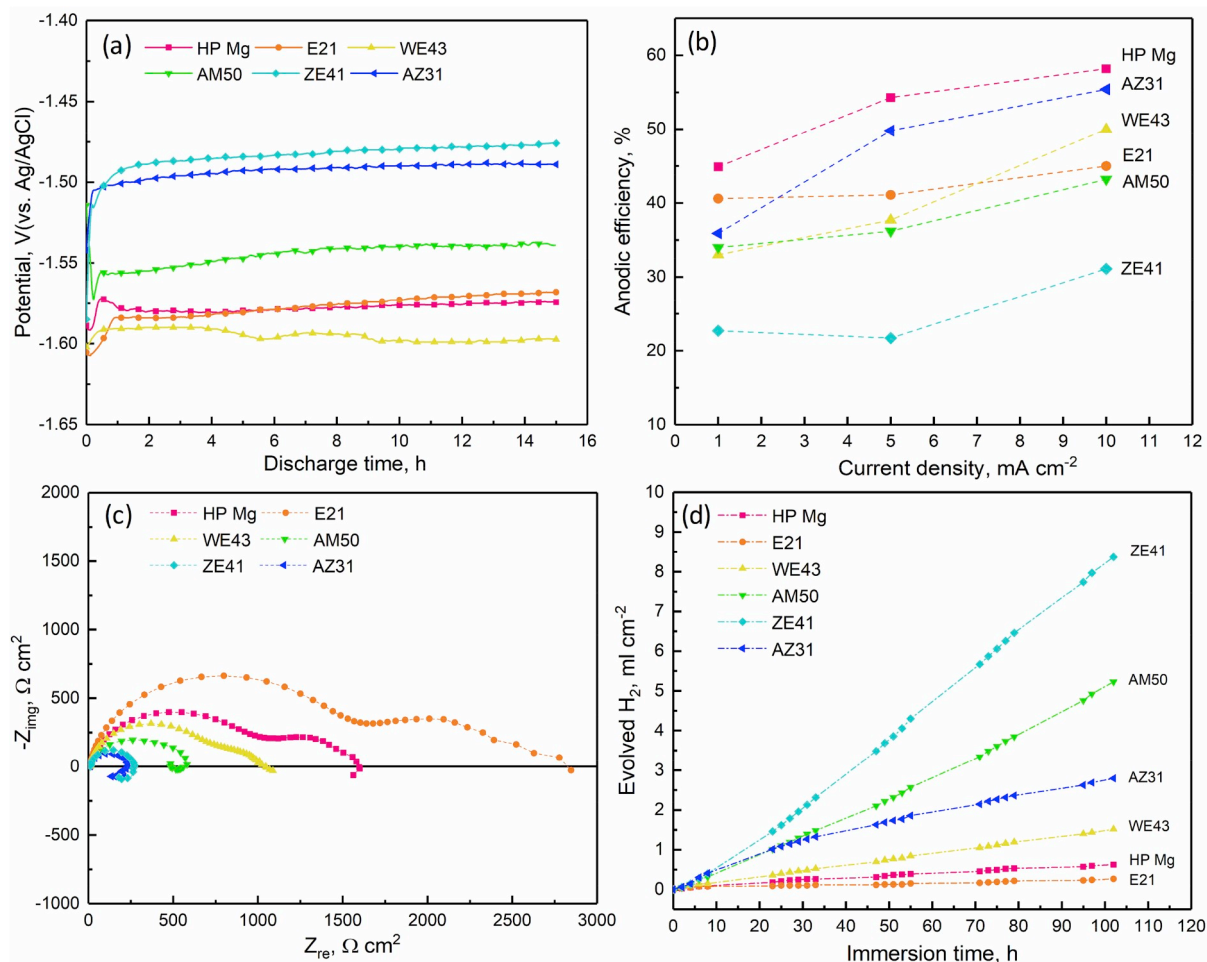 (a)
HP Mg E21 WE43
AM50 ZE41 AZ31
-1.40
-1.45
-1.50
-1.55
-1.60
-1.65
Potential, V(vs. Ag/AgCl)
0 2 4 6 8 10 12 14 16
Discharge time, h
(b)
60
50
40
30
20
10
Anodic efficiency, %
HP Mg
AZ31
WE43
E21
AM50
ZE41
0 1 2 3 4 5 6 7 8 9 10 11 12
Current density, mA cm-2
(c)
HP Mg E21
WE43 AM50
ZE41 AZ31
2000
1500
1000
500
0
-500
-1000
-Zimg, Ω cm2
0 500 1000 1500 2000 2500 3000
Zre, Ω cm2
(d)
HP Mg
E21
WE43
AM50
ZE41
AZ31
10
9
8
7
6
5
4
3
2
1
0
Evolved H2, ml cm-2
ZE41
AM50
AZ31
WE43
HP Mg
E21
0 10 20 30 40 50 60 70 80 90 100 110 120
Immersion time, h